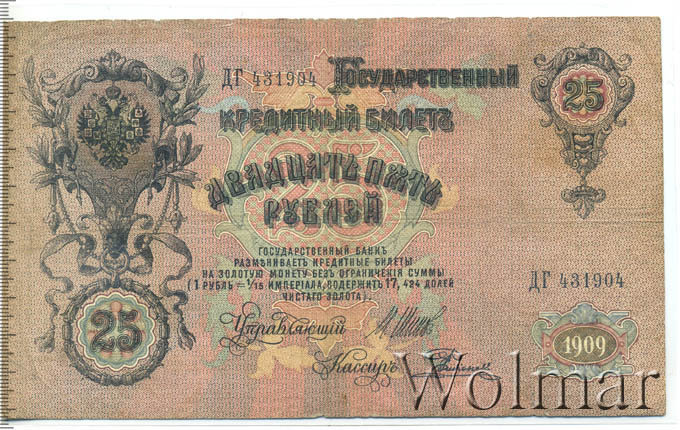 ДГ 431904 Государственный
Кредитный Билетъ
Двадцать пять
рублей
25
25
ГОСУДАРСТВЕННЫЙ БАНКЪ
РАЗМѢНИВАЕТЪ КРЕДИТНЫЕ БИЛЕТЫ
НА ЗОЛОТУЮ МОНЕТУ БЕЗЪ ОГРАНИЧЕНІЯ СУММЫ
(1 РУБЛЬ = 1/15 ИМПЕРІАЛА, СОДЕРЖИТЪ 17,424 ДОЛЕЙ
ЧИСТАГО ЗОЛОТА).
ДГ 431904
Управляющій
25
Кассиръ
1909
Wolmar